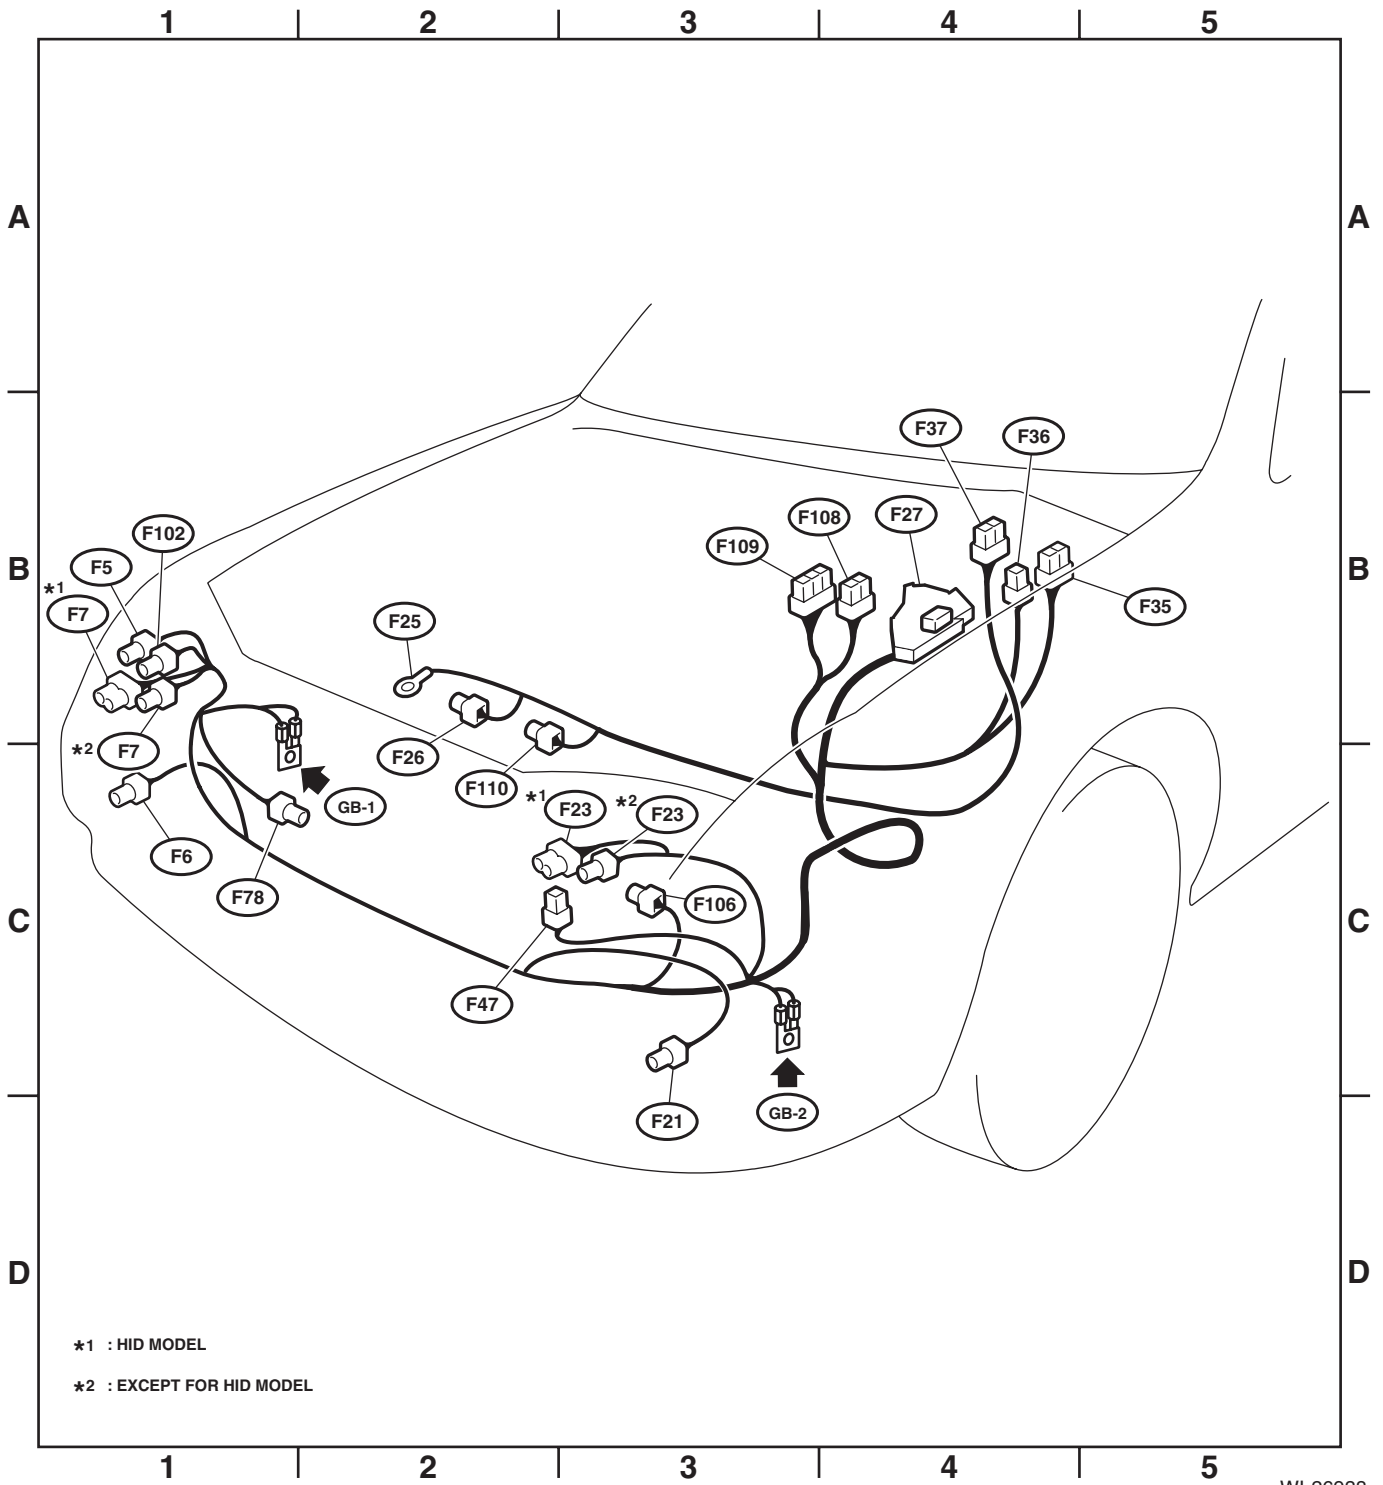 1 2 3 4 5
A A
F37
F36
F108
F27
F102
F109
B B
F5
*1
F7
F35
F25
*2 F7
F26
F110
*1 F23
*2 F23
GB-1
F6
F78
F106
C C
F47
F21
GB-2
D D
*1 : HID MODEL
*2 : EXCEPT FOR HID MODEL
1 2 3 4 5